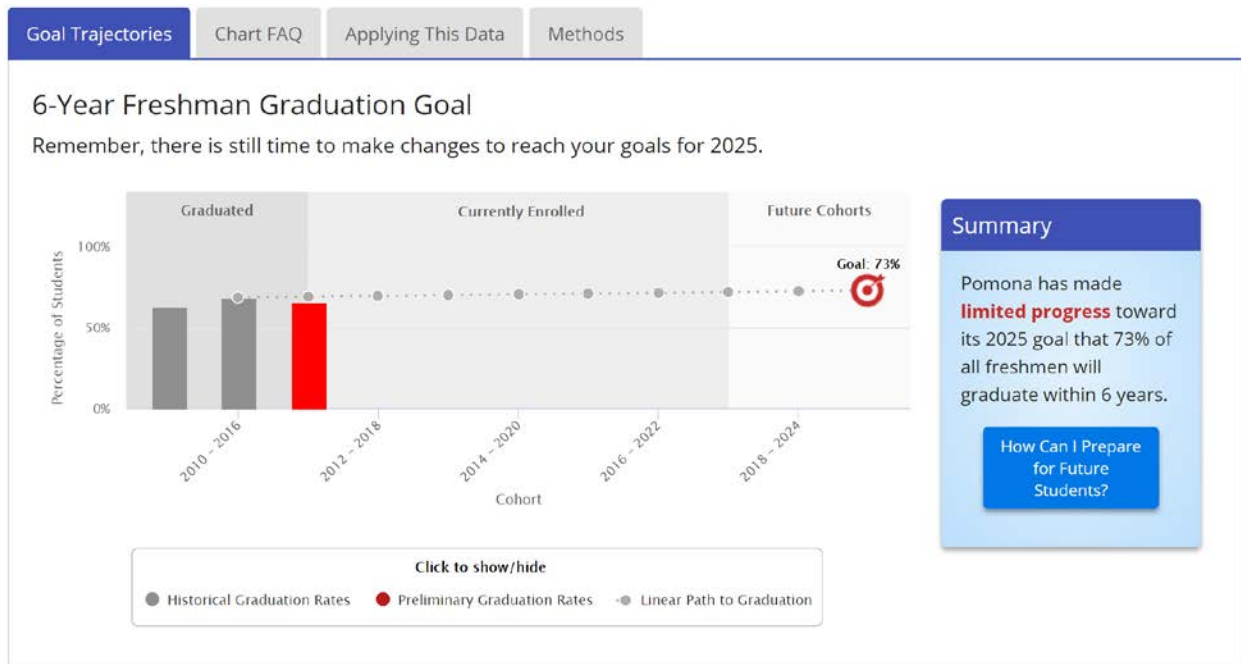 Goal Trajectories
Chart FAQ
Applying This Data
Methods
6-Year Freshman Graduation Goal
Remember, there is still time to make changes to reach your goals for 2025.
Graduated
Currently Enrolled
Future Cohorts
Percentage of Students
100%
50%
0%
Goal: 73%
2010 - 2016
2012 - 2018
2014 - 2020
2016 - 2022
2018 - 2024
Cohort
Click to show/hide
Historical Graduation Rates
Preliminary Graduation Rates
Linear Path to Graduation
Summary
Pomona has made
limited progress toward
its 2025 goal that 73% of
all freshmen will
graduate within 6 years.
How Can I Prepare
for Future
Students?